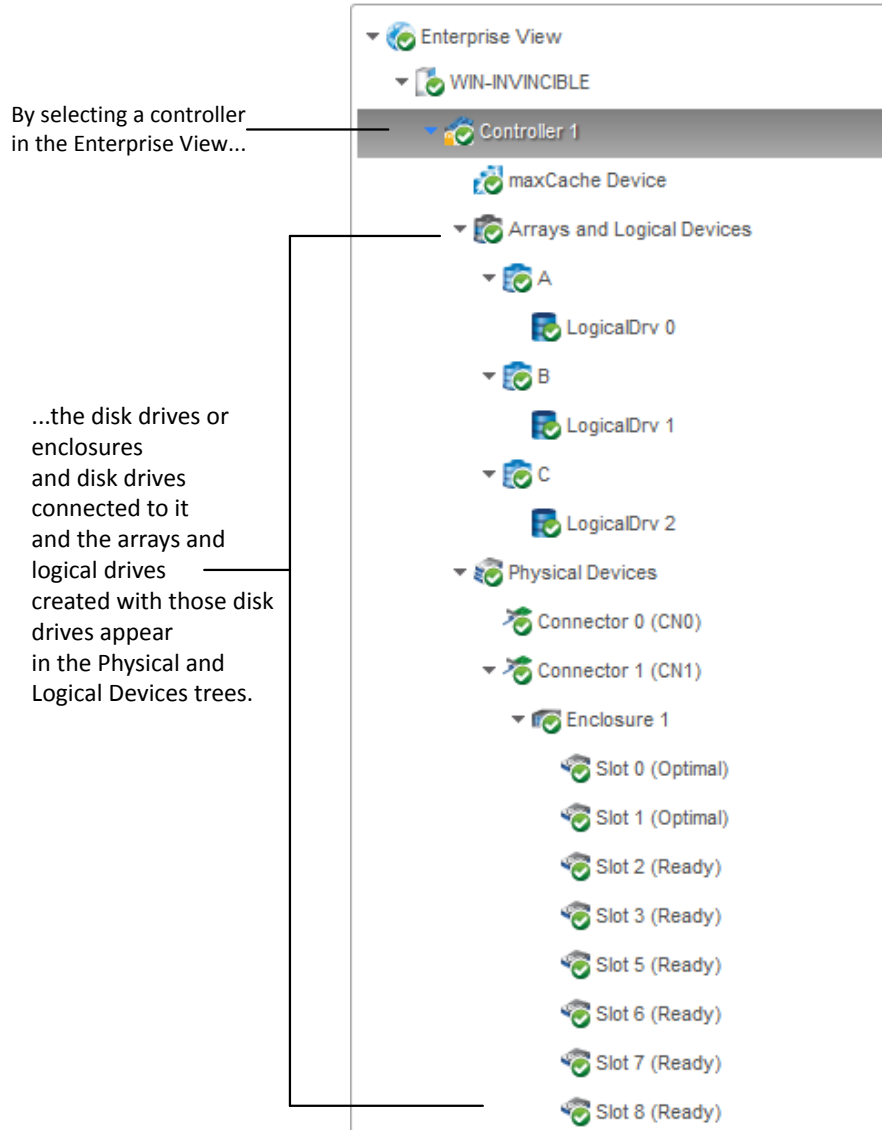 Enterprise View
WIN-INVINCIBLE
By selecting a controller
in the Enterprise View...
Controller 1
maxCache Device
Arrays and Logical Devices
A
LogicalDrv 0
B
LogicalDrv 1
...the disk drives or
enclosures
and disk drives
connected to it
and the arrays and
logical drives
created with those disk
drives appear
in the Physical and
Logical Devices trees.
C
LogicalDrv 2
Physical Devices
Connector 0 (CN0)
Connector 1 (CN1)
Enclosure 1
Slot 0 (Optimal)
Slot 1 (Optimal)
Slot 2 (Ready)
Slot 3 (Ready)
Slot 5 (Ready)
Slot 6 (Ready)
Slot 7 (Ready)
Slot 8 (Ready)